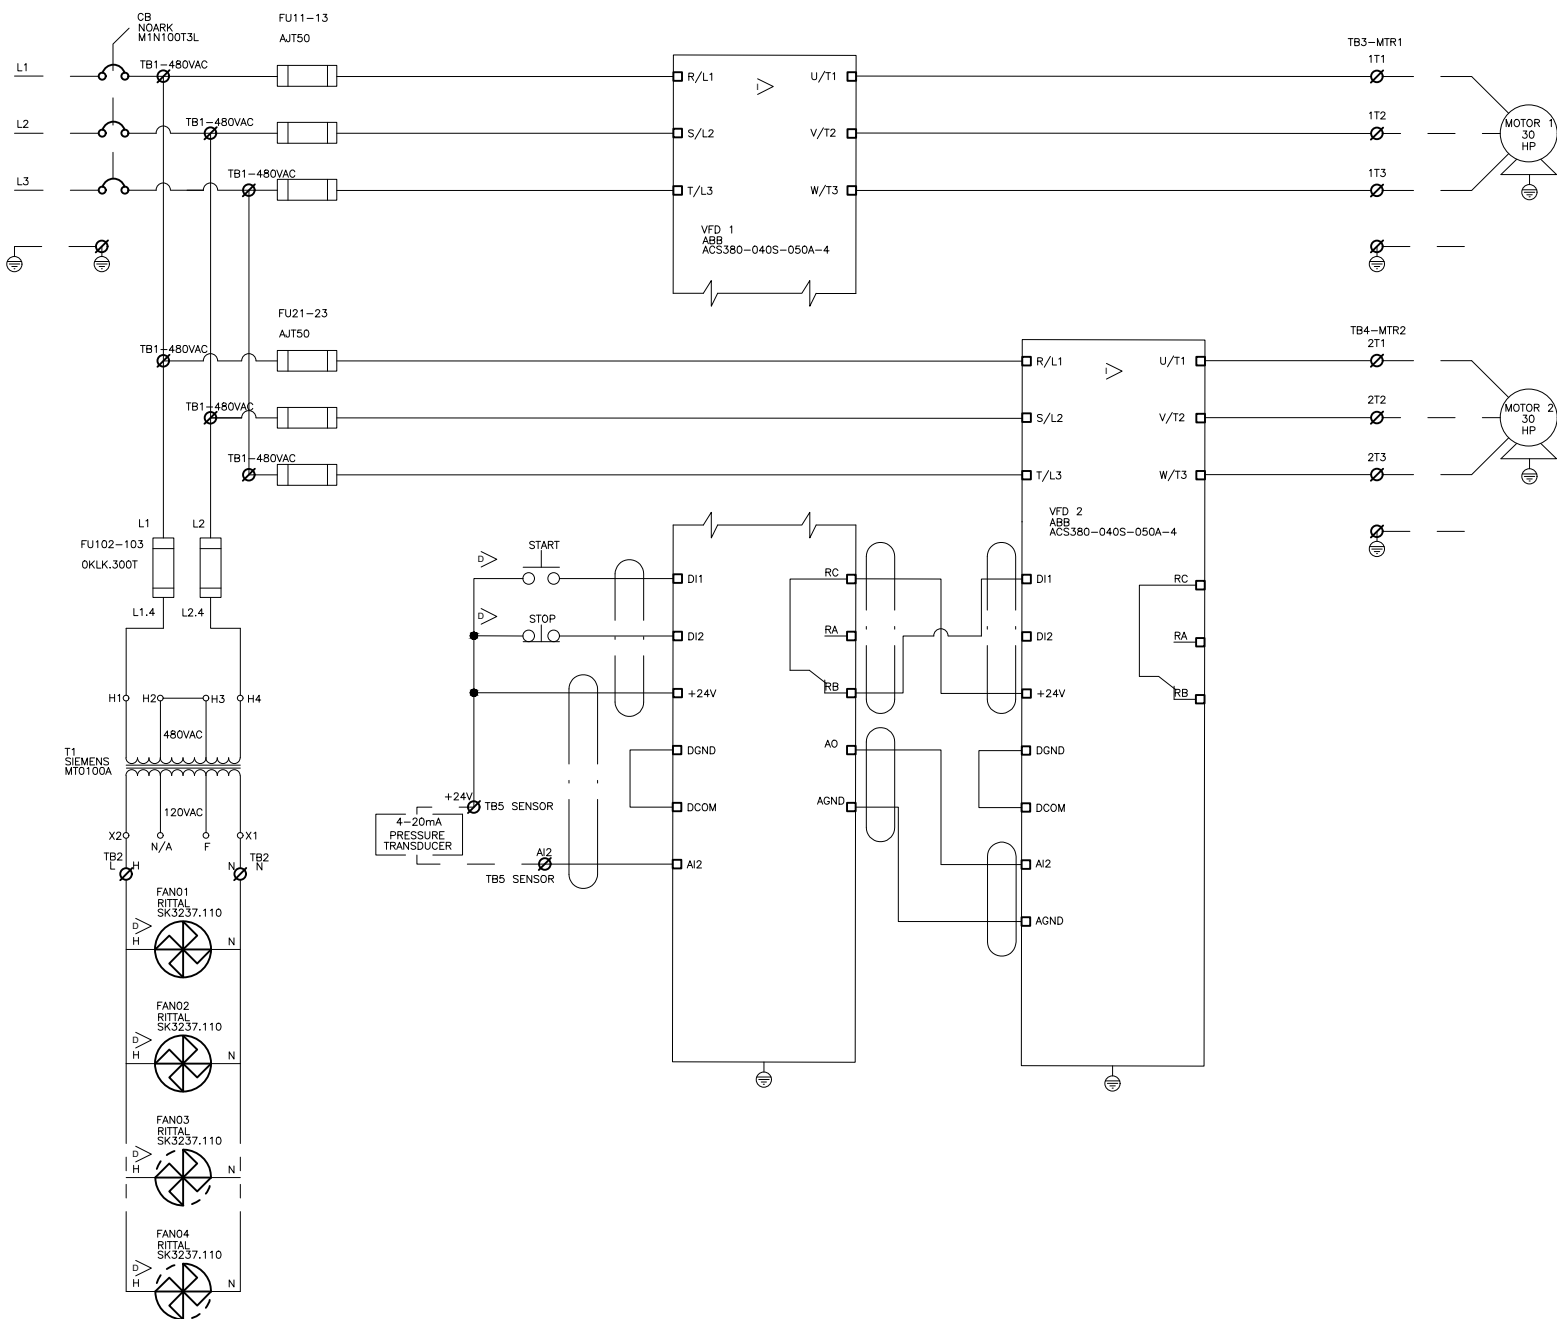 CB
NOARK
M1N100T3L
FU11-13
AJT50
TB3-MTR1
1T1
L1
TB1-480VAC
R/L1
I
U/T1
L2
TB1-480VAC
S/L2
V/T2
1T2
MOTOR 1
30
HP
L3
TB1-480VAC
T/L3
W/T3
1T3
VFD 1
ABB
ACS380-040S-050A-4
FU21-23
AJT50
TB4-MTR2
2T1
TB1-480VAC
R/L1
I
U/T1
TB1-480VAC
S/L2
V/T2
2T2
MOTOR 2
30
HP
TB1-480VAC
T/L3
W/T3
2T3
VFD 2
ABB
ACS380-040S-050A-4
L1
L2
FU102-103
0KLK.300T
L1.4
L2.4
D
START
DI1
RC
DI1
RC
D
STOP
DI2
RA
DI2
RA
+24V
RB
+24V
RB
H1
H2
H3
H4
480VAC
T1
SIEMENS
MT0100A
120VAC
X2
N/A
F
X1
DGND
AO
DGND
+24V
TB5 SENSOR
DCOM
AGND
DCOM
4-20mA
PRESSURE
TRANSDUCER
AI2
TB5 SENSOR
AI2
AI2
AGND
TB2
L
H
N
TB2
N
FAN01
RITTAL
SK3237.110
D
H
N
FAN02
RITTAL
SK3237.110
D
H
N
FAN03
RITTAL
SK3237.110
D
H
N
FAN04
RITTAL
SK3237.110
D
H
N